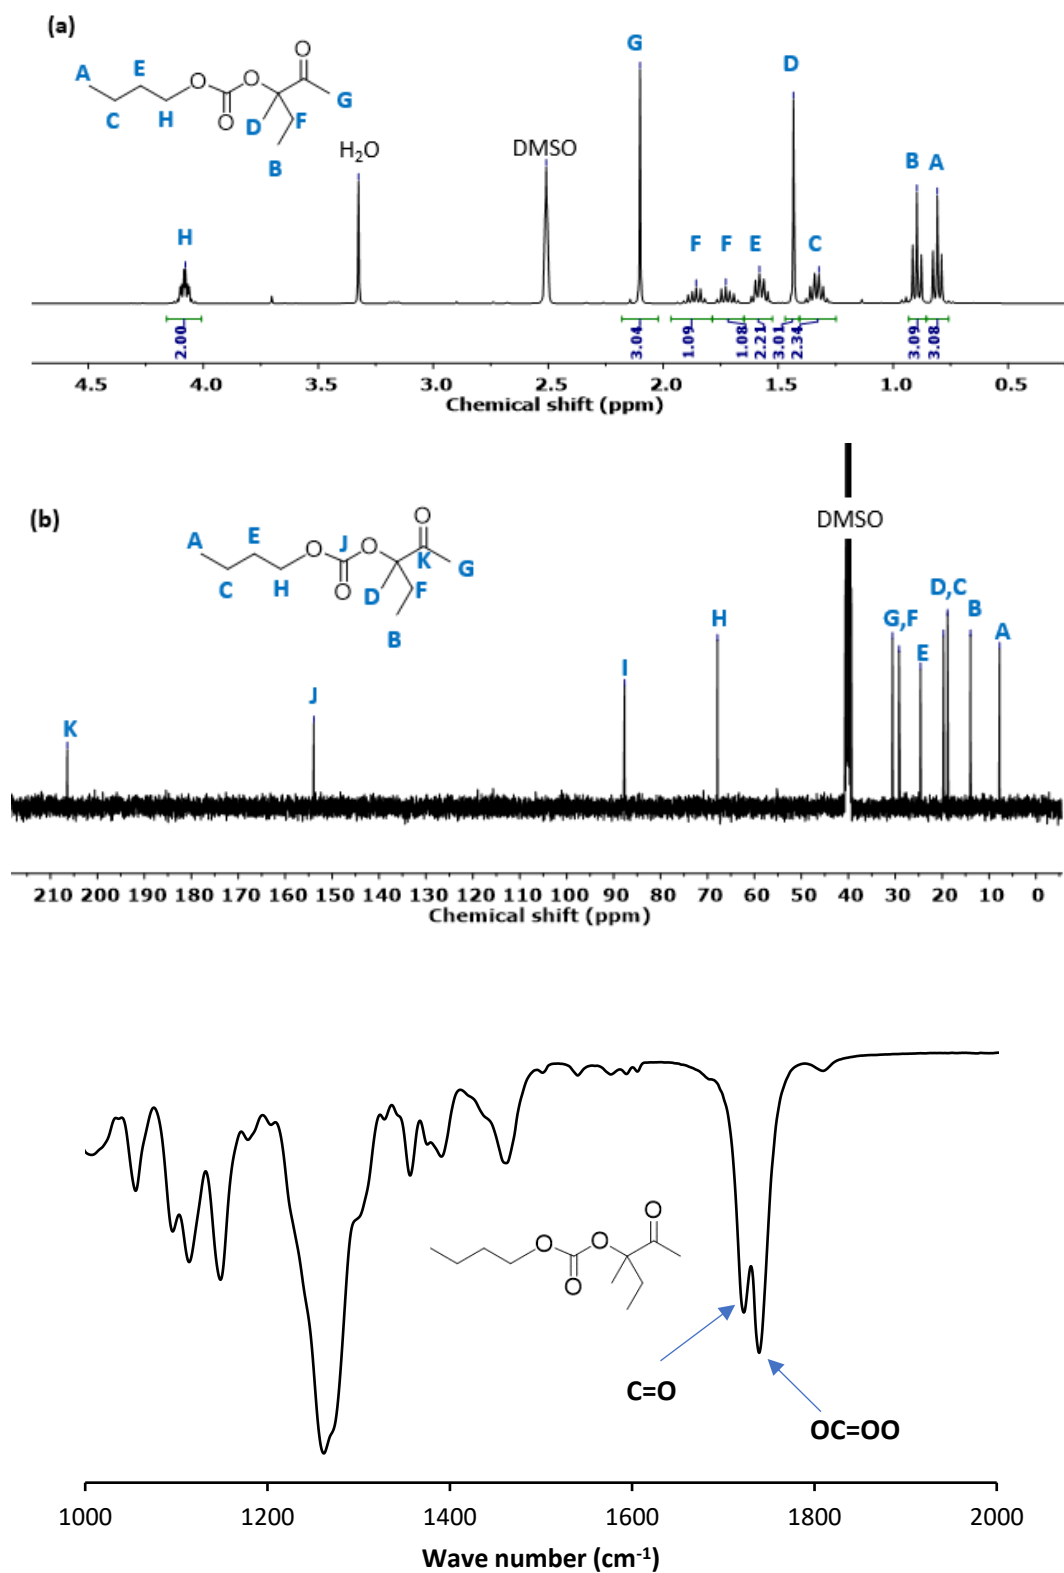 (a)
O
A E O O G
C H O D F
B
H₂O
DMSO
G
D
B A
H
F F E C
2.00 3.04 1.09 1.08 2.21 3.01 2.34 3.09 3.08
4.5 4.0 3.5 3.0 2.5 2.0 1.5 1.0 0.5
Chemical shift (ppm)
(b)
O
A E O J O K G
C H O D F
B
DMSO
K
J
I
H
G,F
E
D,C
B
A
210 200 190 180 170 160 150 140 130 120 110 100 90 80 70 60 50 40 30 20 10 0
Chemical shift (ppm)
O
O O
O
C=O
OC=OO
1000 1200 1400 1600 1800 2000
Wave number (cm⁻¹)